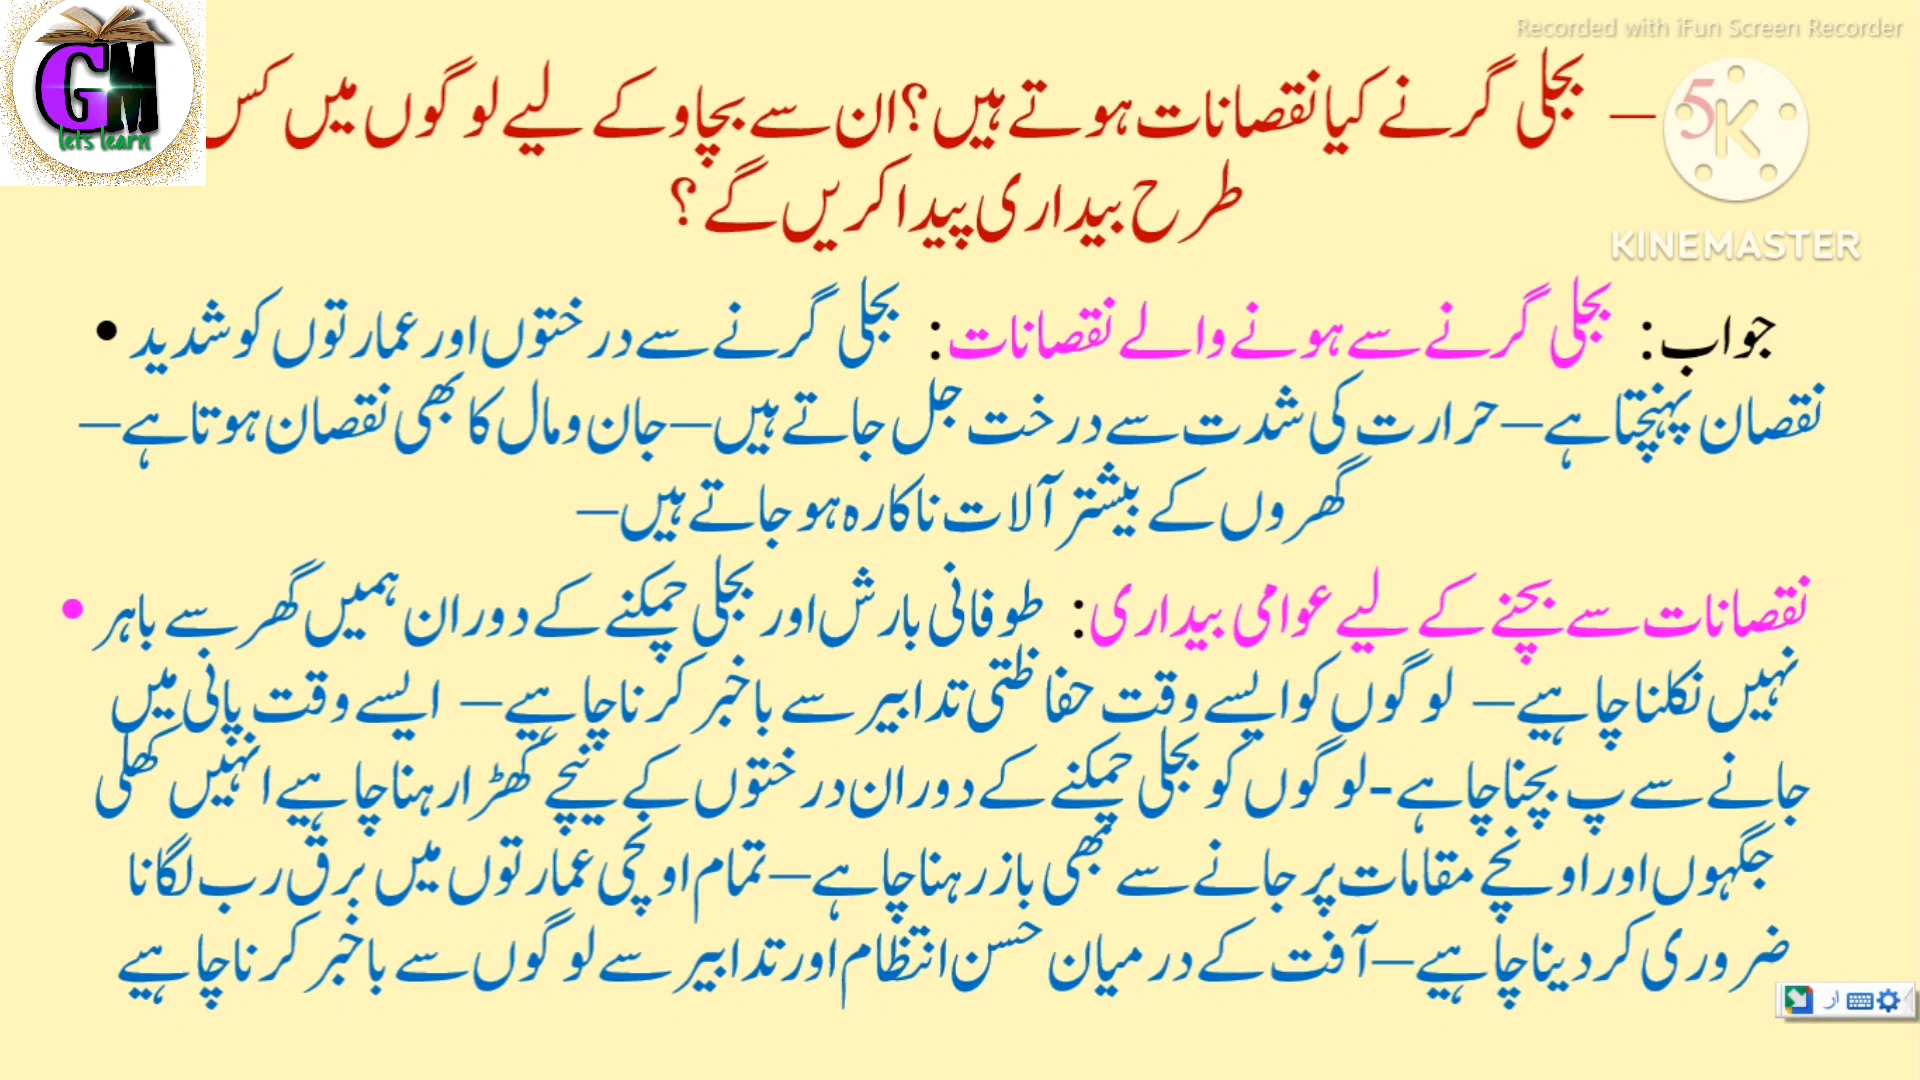 Recorded with iFun Screen Recorder
GM
lets learn
5 – بجلی گرنے کیا نقصانات ہوتے ہیں؟ ان سے بچاو کے لیے لوگوں میں کس
طرح بیداری پیدا کریں گے؟
K
KINEMASTER
جواب: بجلی گرنے سے ہونے والے نقصانات: بجلی گرنے سے درختوں اور عمارتوں کو شدید •
نقصان پہنچتا ہے – حرارت کی شدت سے درخت جل جاتے ہیں – جان و مال کا بھی نقصان ہوتا ہے –
گھروں کے بیشتر آلات ناکارہ ہو جاتے ہیں –
نقصانات سے بچنے کے لیے عوامی بیداری: طوفانی بارش اور بجلی چمکنے کے دوران ہمیں گھر سے باہر •
نہیں نکلنا چاہیے – لوگوں کو ایسے وقت حفاظتی تدابیر سے باخبر کرنا چاہیے – ایسے وقت پانی میں
جانے سے پ بچنا چاہے - لوگوں کو بجلی چمکنے کے دوران درختوں کے نیچے کھڑا رہنا چاہیے انہیں کھلی
جگہوں اور اونچے مقامات پر جانے سے بھی باز رہنا چاہے – تمام اونچی عمارتوں میں برق رب لگانا
ضروری کر دینا چاہیے – آفت کے درمیان حسن انتظام اور تدابیر سے لوگوں سے باخبر کرنا چاہیے
ار